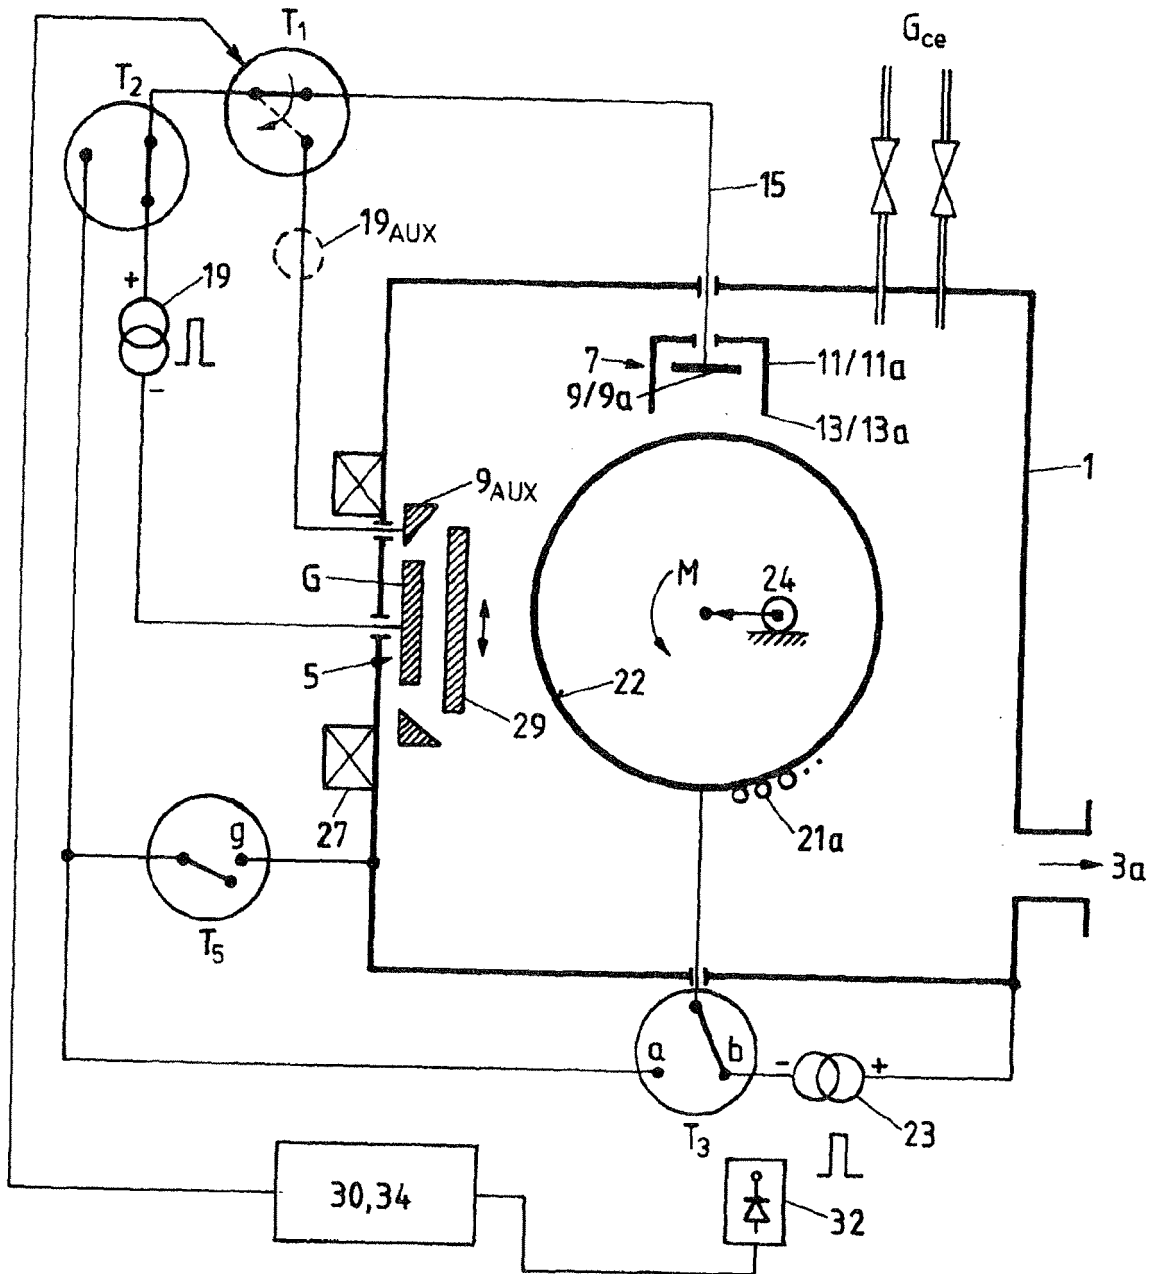 T1
Gce
T2
15
19AUX
+
19
-
7
11/11a
9/9a
13/13a
1
9AUX
G
M
24
5
22
29
27
21a
g
3a
T5
a
b
-
+
23
T3
30,34
32